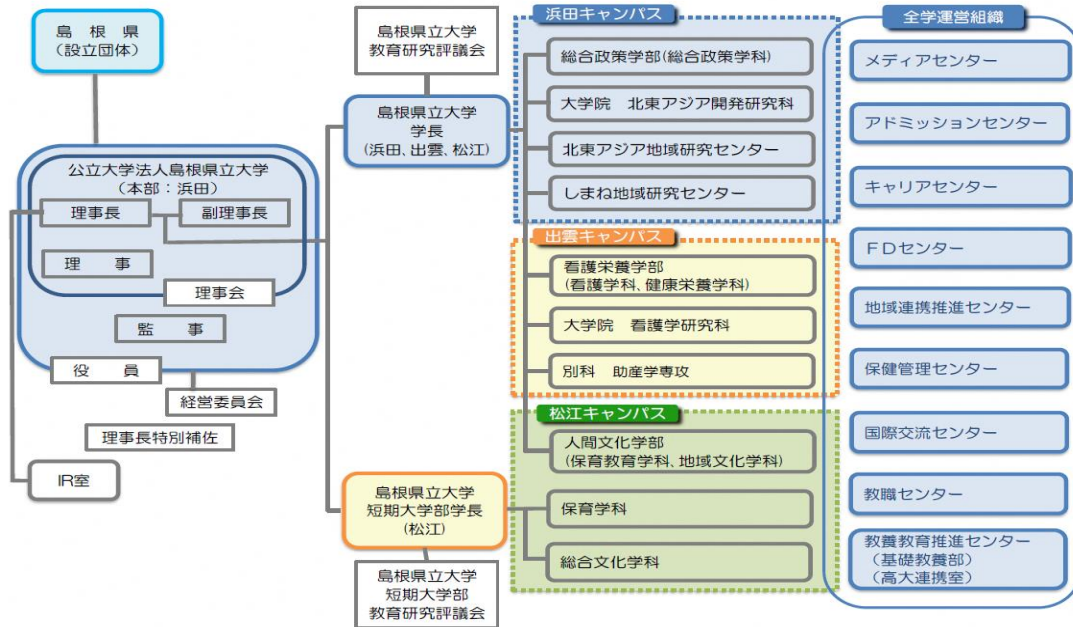 島　根　県
(設立団体)
公立大学法人島根県立大学
(本部：浜田)
理事長
副理事長
理　　事
理事会
監　　事
役　員
経営委員会
理事長特別補佐
IR室
島根県立大学
教育研究評議会
島根県立大学
学長
(浜田、出雲、松江)
島根県立大学
短期大学部学長
(松江)
島根県立大学
短期大学部
教育研究評議会
浜田キャンパス
総合政策学部(総合政策学科)
大学院　北東アジア開発研究科
北東アジア地域研究センター
しまね地域研究センター
出雲キャンパス
看護栄養学部
(看護学科、健康栄養学科)
大学院　看護学研究科
別科　助産学専攻
松江キャンパス
人間文化学部
(保育教育学科、地域文化学科)
保育学科
総合文化学科
全学運営組織
メディアセンター
アドミッションセンター
キャリアセンター
ＦＤセンター
地域連携推進センター
保健管理センター
国際交流センター
教職センター
教養教育推進センター
(基礎教養部)
(高大連携室)